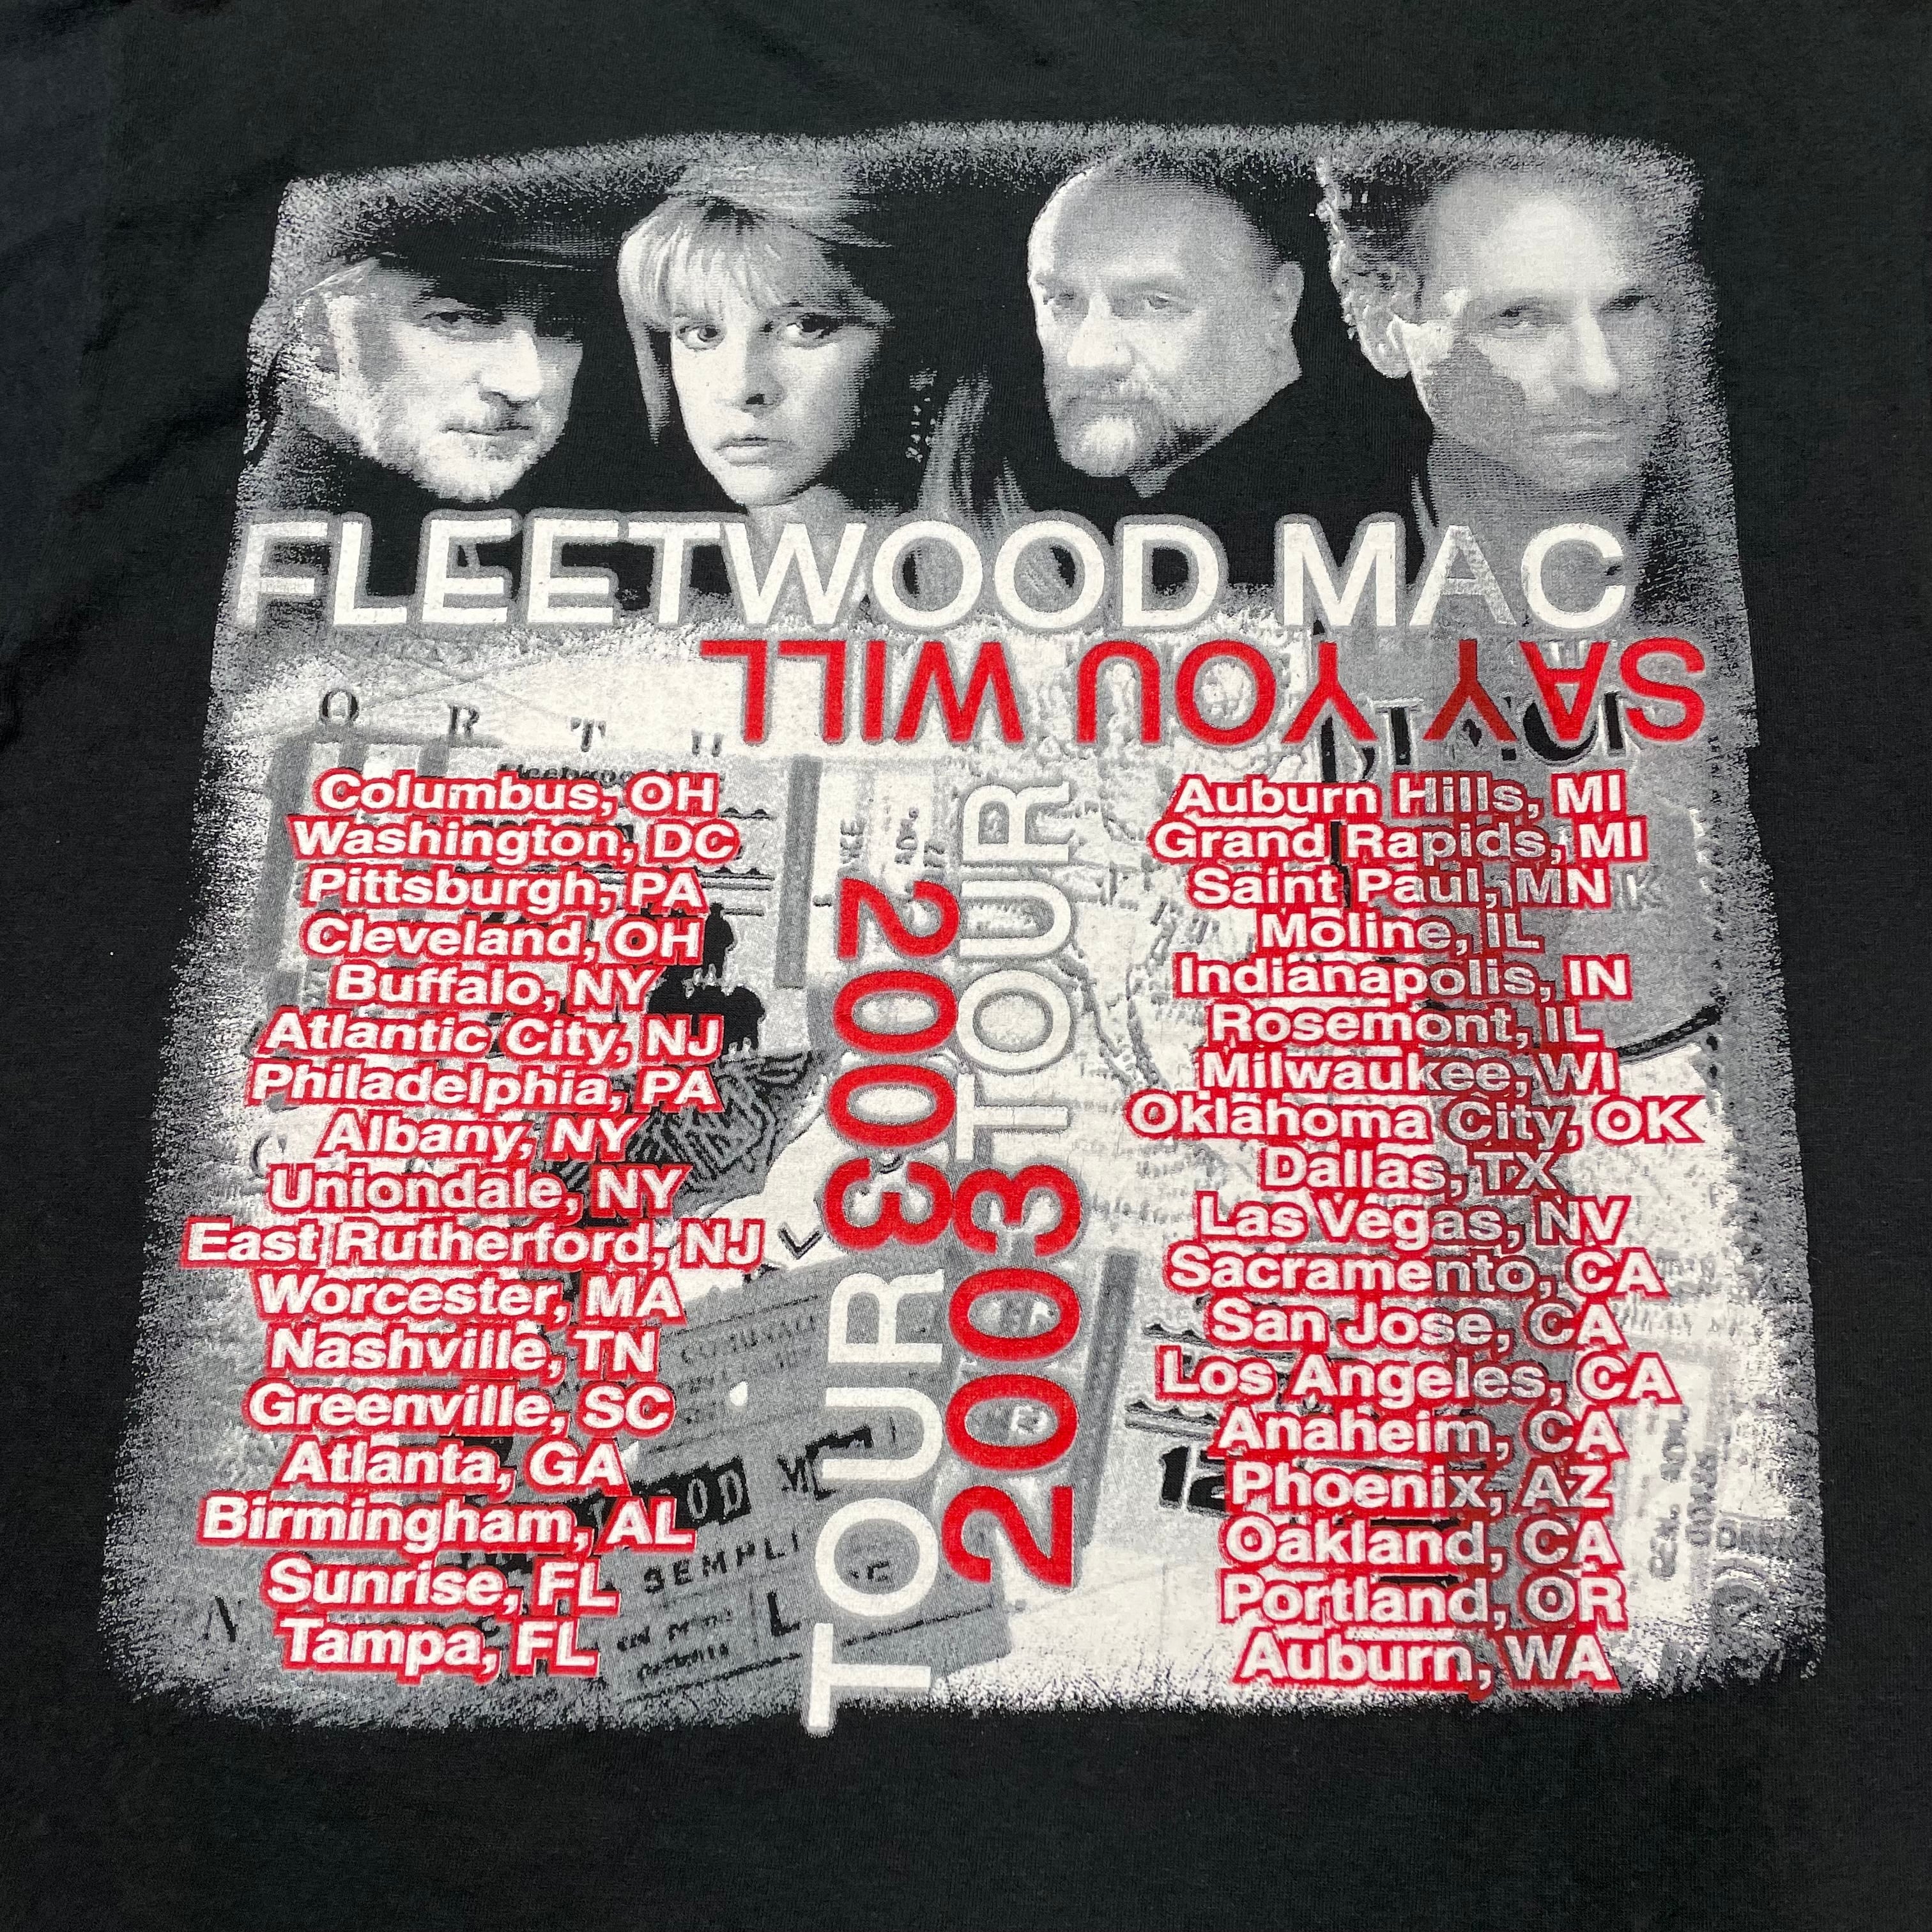 FLEETWOOD MAC
SAY YOU WILL
O R T H
Columbus, OH
Washington, DC
Pittsburgh, PA
Cleveland, OH
Buffalo, NY
Atlantic City, NJ
Philadelphia, PA
Albany, NY
Uniondale, NY
East Rutherford, NJ
Worcester, MA
Nashville, TN
Greenville, SC
Atlanta, GA
Birmingham, AL
Sunrise, FL
Tampa, FL
TOUR 2003
2003 TOUR
Auburn Hills, MI
Grand Rapids, MI
Saint Paul, MN
Moline, IL
Indianapolis, IN
Rosemont, IL
Milwaukee, WI
Oklahoma City, OK
Dallas, TX
Las Vegas, NV
Sacramento, CA
San Jose, CA
Los Angeles, CA
Anaheim, CA
Phoenix, AZ
12
Oakland, CA
Portland, OR
Auburn, WA